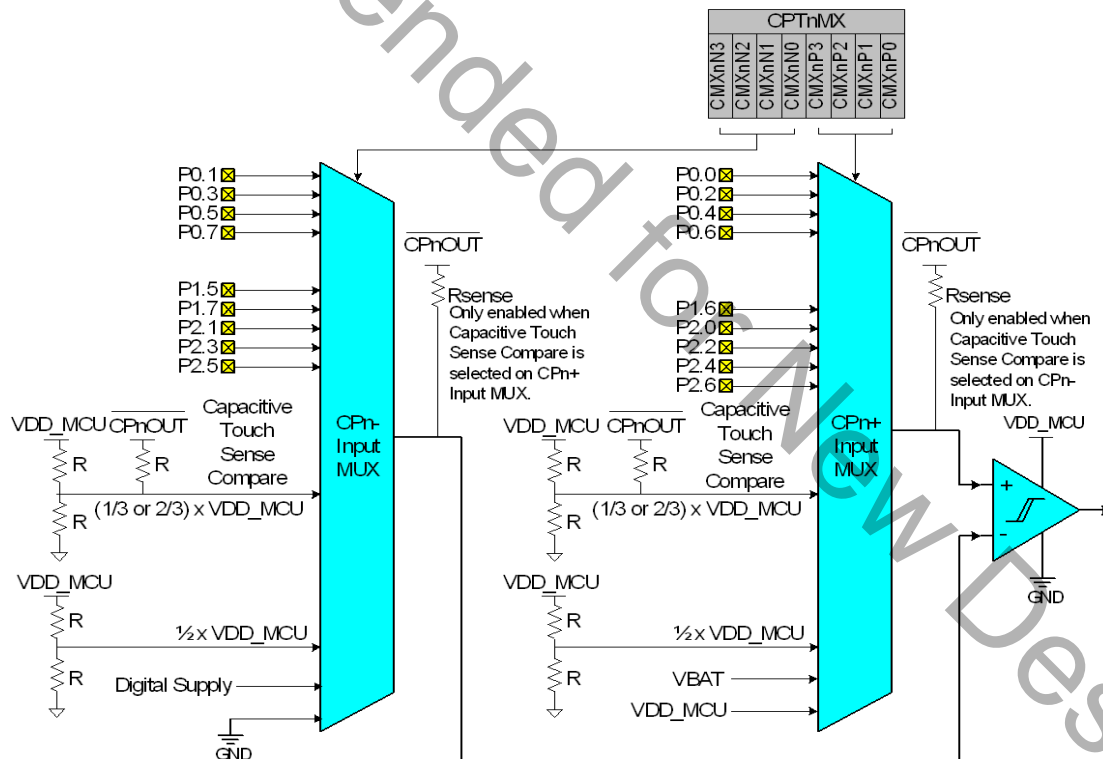 CPTnMX
CMXnN3
CMXnN2
CMXnN1
CMXnN0
CMXnP3
CMXnP2
CMXnP1
CMXnP0
P0.1
P0.3
P0.5
P0.7
P1.5
P1.7
P2.1
P2.3
P2.5
CPnOUT
Rsense
Only enabled when
Capacitive Touch
Sense Compare is
selected on CPn+
Input MUX.
VDD_MCU
CPnOUT
R
R
R
Capacitive
Touch
Sense
Compare
(1/3 or 2/3) x VDD_MCU
CPn-
Input
MUX
VDD_MCU
R
R
½ x VDD_MCU
Digital Supply
GND
P0.0
P0.2
P0.4
P0.6
P1.6
P2.0
P2.2
P2.4
P2.6
CPnOUT
Rsense
Only enabled when
Capacitive Touch
Sense Compare is
selected on CPn-
Input MUX.
VDD_MCU
CPnOUT
R
R
R
Capacitive
Touch
Sense
Compare
(1/3 or 2/3) x VDD_MCU
CPn+
Input
MUX
VDD_MCU
R
R
½ x VDD_MCU
VBAT
VDD_MCU
VDD_MCU
+
-
GND
ended for New Des